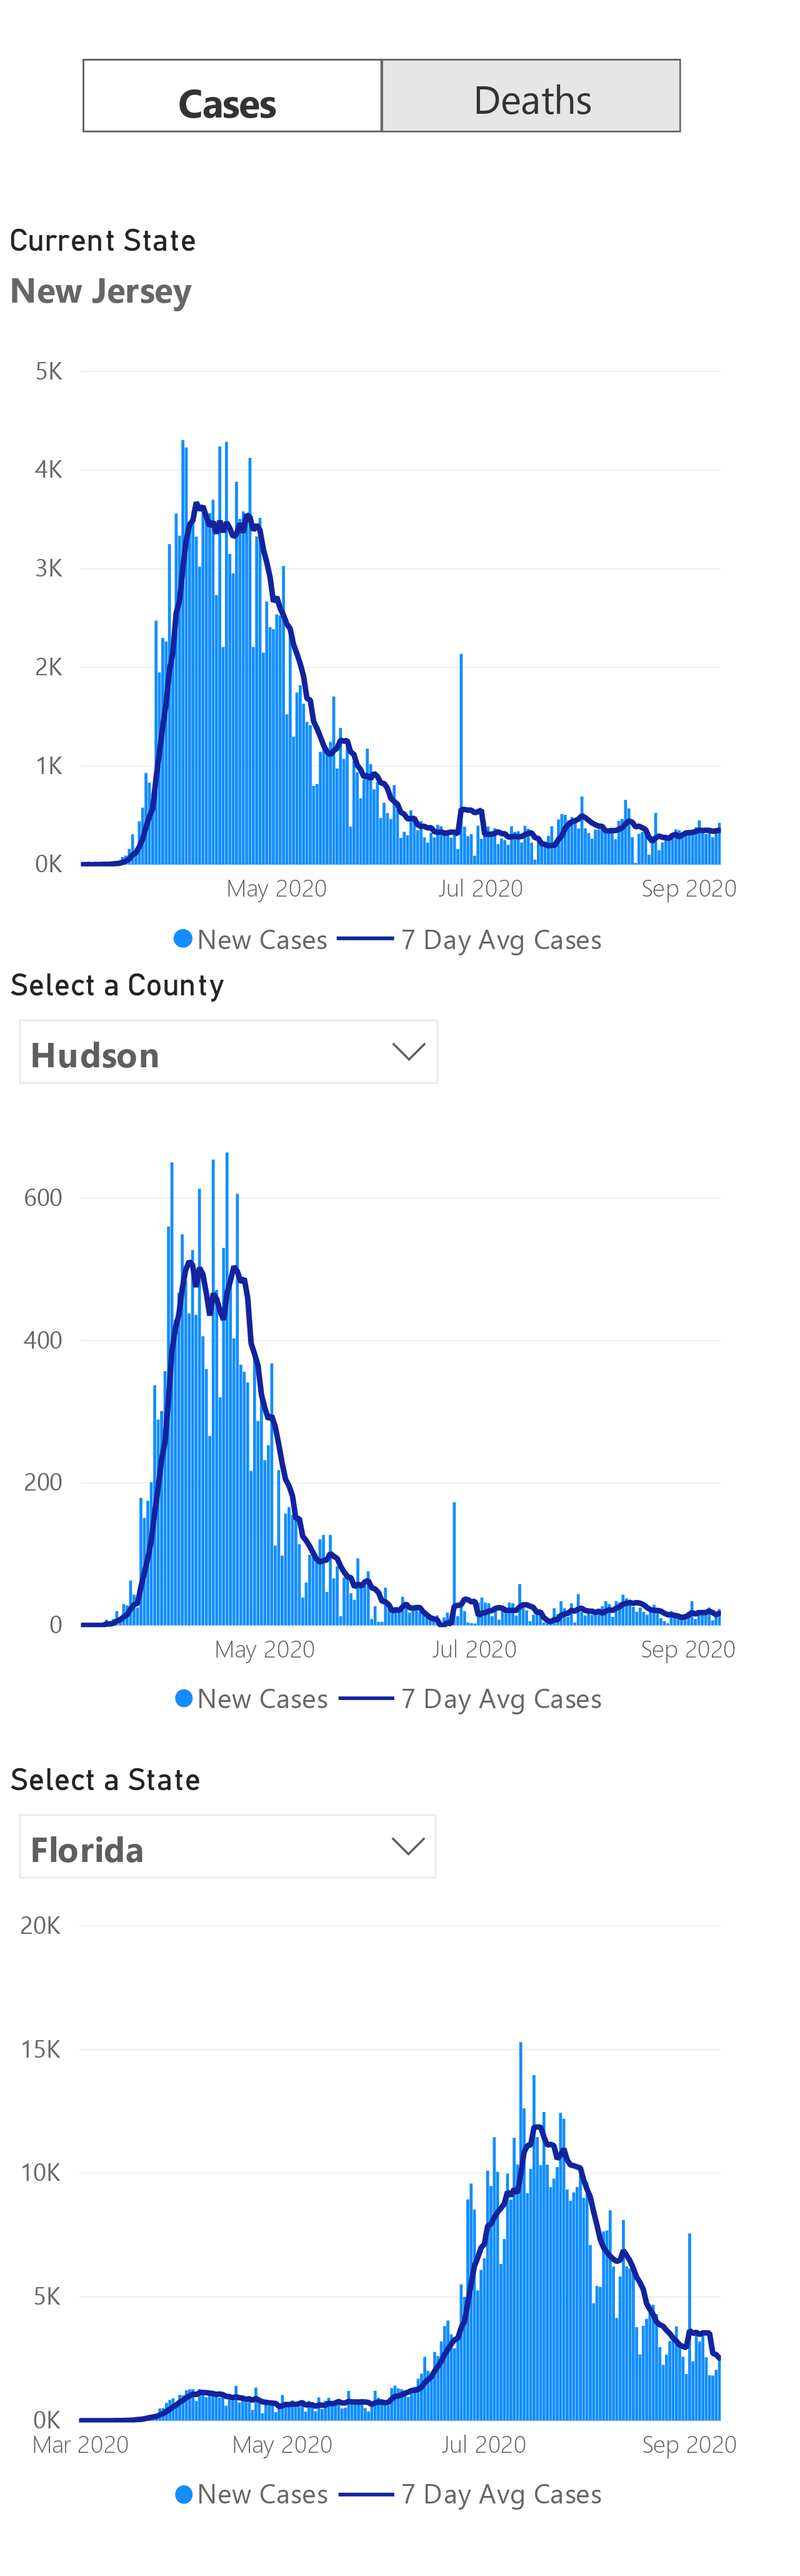 Cases Deaths
Current State
New Jersey
5K
4K
3K
2K
1K
0K
May 2020 Jul 2020 Sep 2020
New Cases 7 Day Avg Cases
Select a County
Hudson
600
400
200
0
May 2020 Jul 2020 Sep 2020
New Cases 7 Day Avg Cases
Select a State
Florida
20K
15K
10K
5K
0K
Mar 2020 May 2020 Jul 2020 Sep 2020
New Cases 7 Day Avg Cases